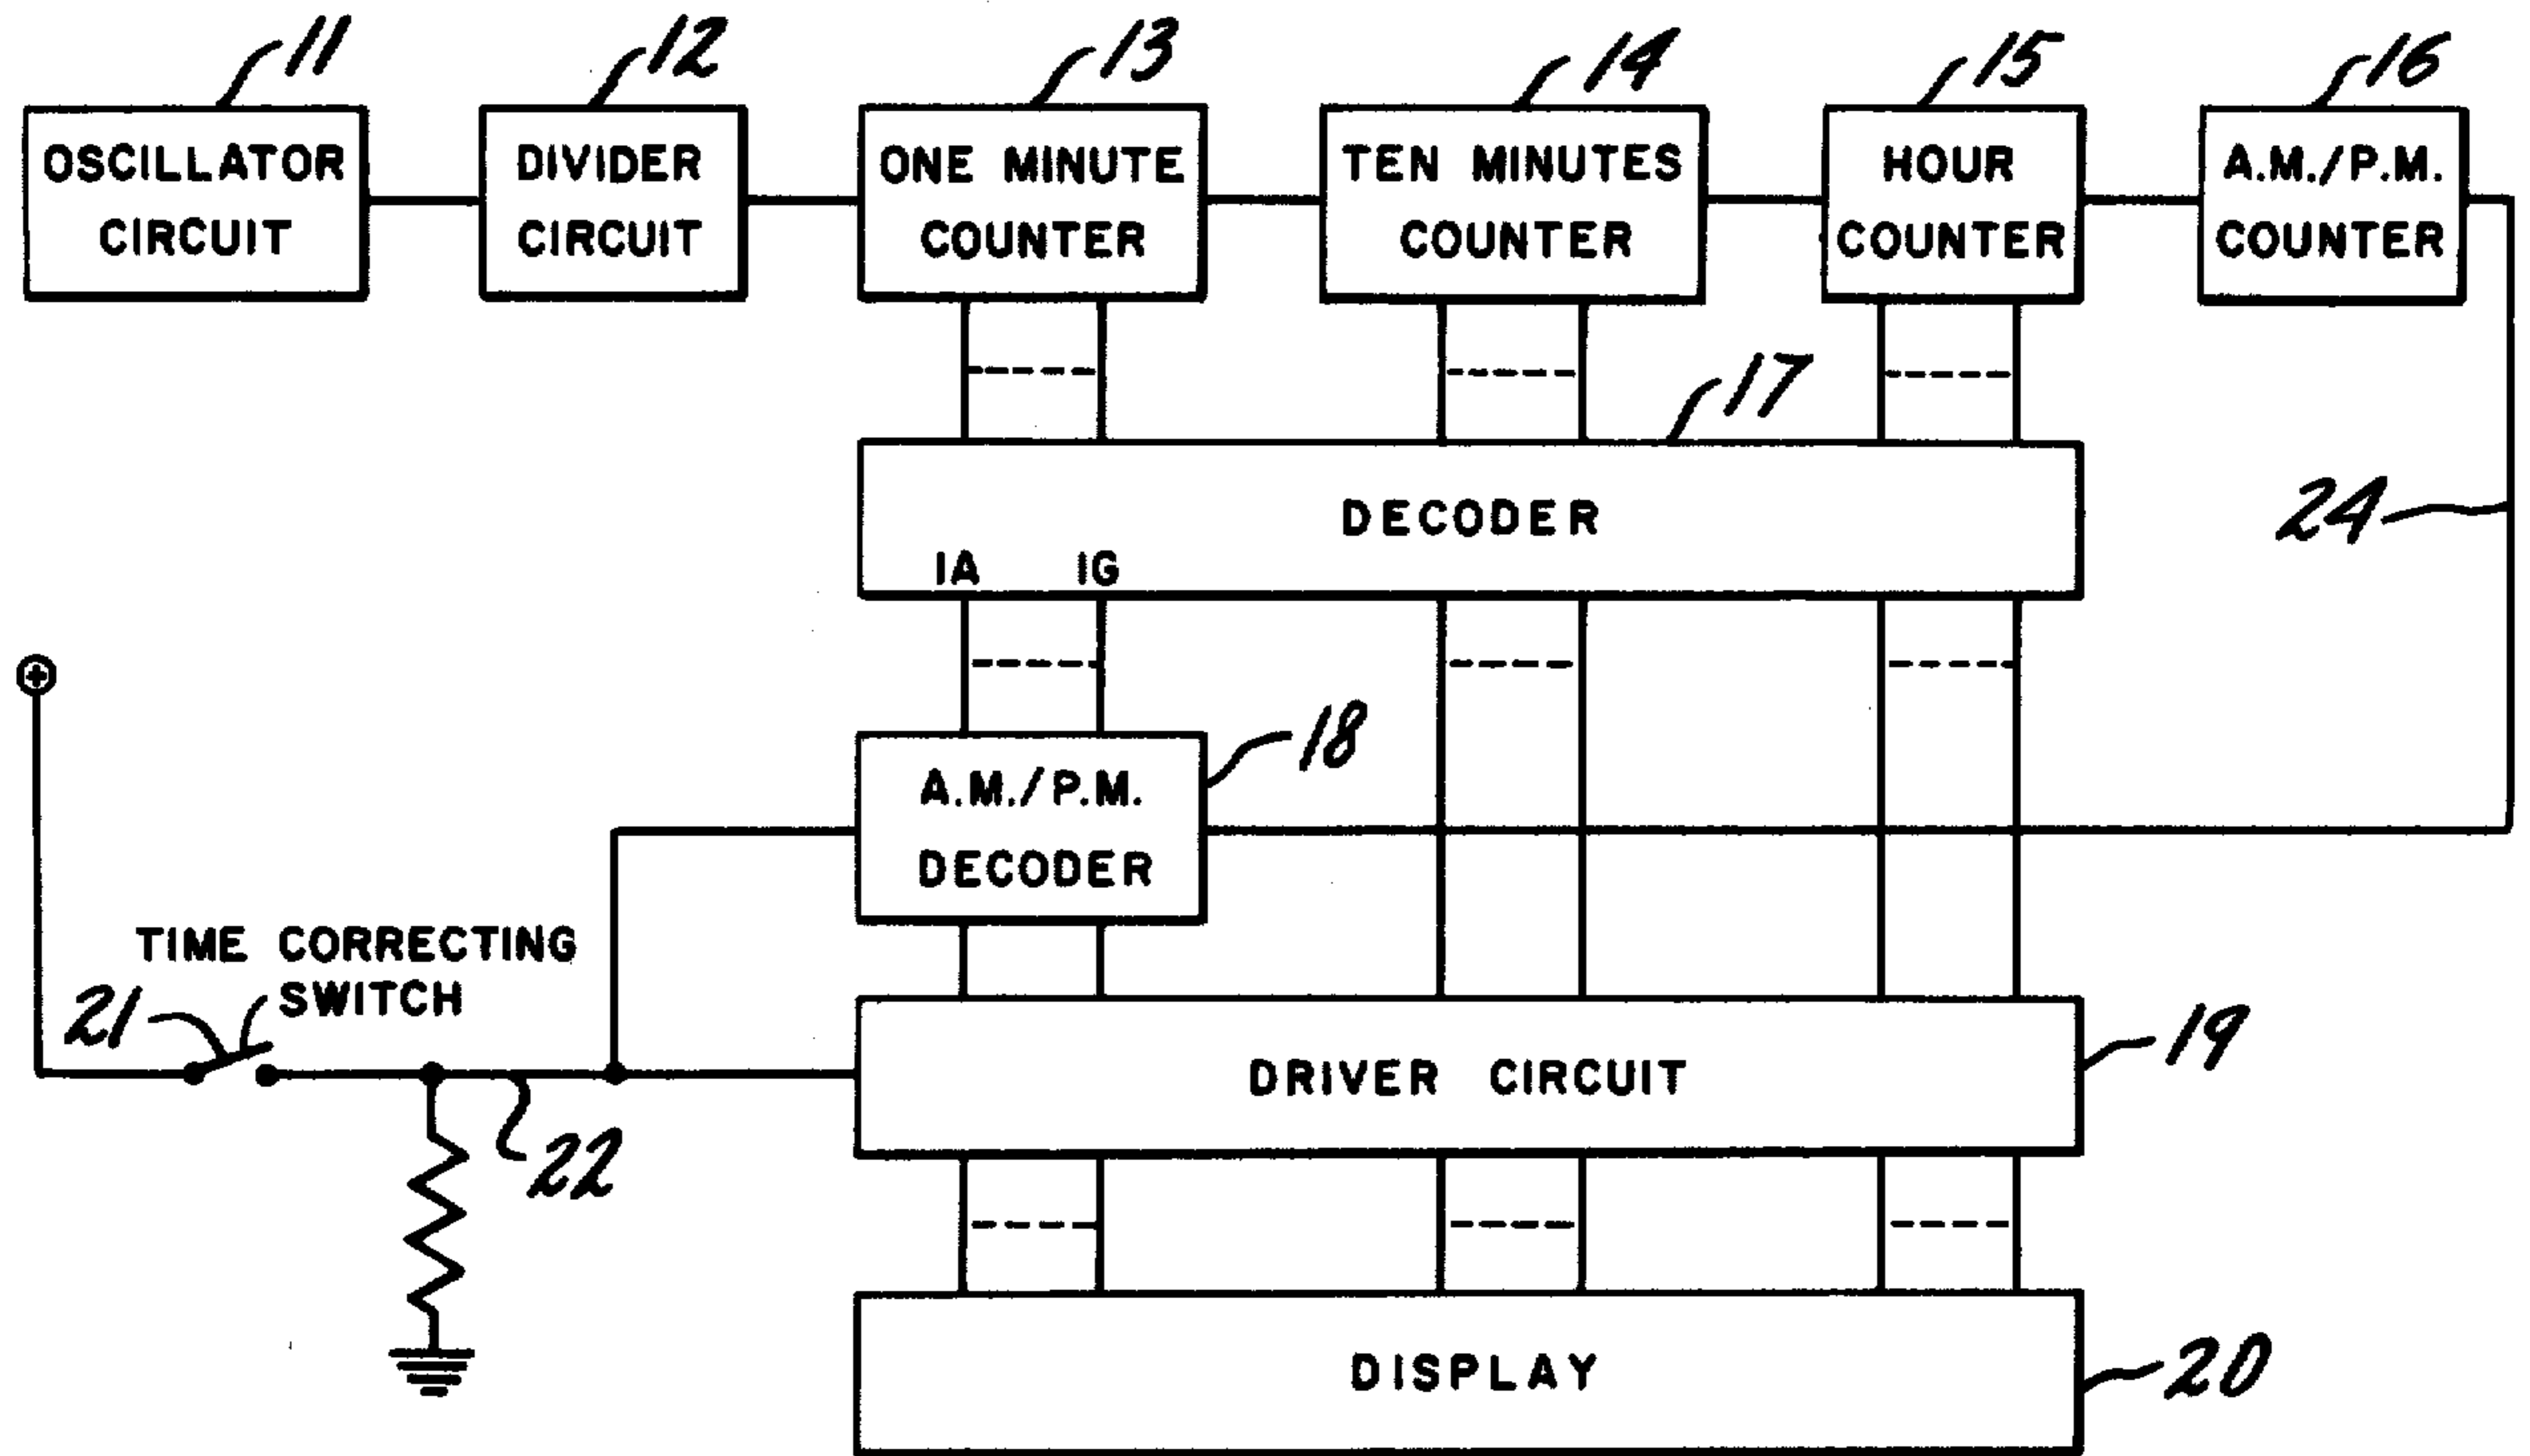 11
12
13
14
15
16
OSCILLATOR
CIRCUIT
DIVIDER
CIRCUIT
ONE MINUTE
COUNTER
TEN MINUTES
COUNTER
HOUR
COUNTER
A.M./P.M.
COUNTER
17
24
DECODER
1A 1G
18
A.M./P.M.
DECODER
TIME CORRECTING
SWITCH
21
22
DRIVER CIRCUIT
19
DISPLAY
20